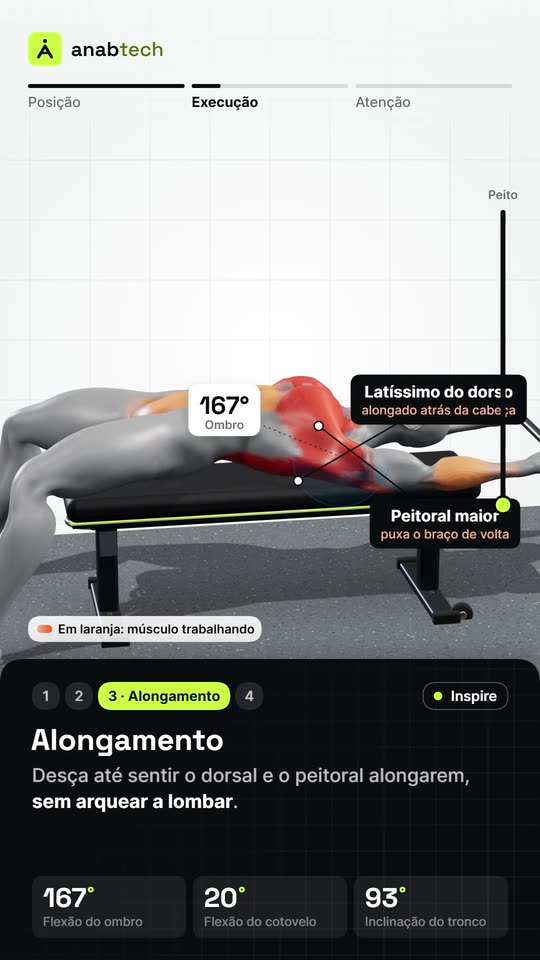 anabtech
Posição
Execução
Atenção
Peito
Latíssimo do dorso
alongado atrás da cabeça
167°
Ombro
Peitoral maior
puxa o braço de volta
Em laranja: músculo trabalhando
1
2
3 · Alongamento
4
Inspire
Alongamento
Desça até sentir o dorsal e o peitoral alongarem,
sem arquear a lombar.
167°
Flexão do ombro
20°
Flexão do cotovelo
93°
Inclinação do tronco